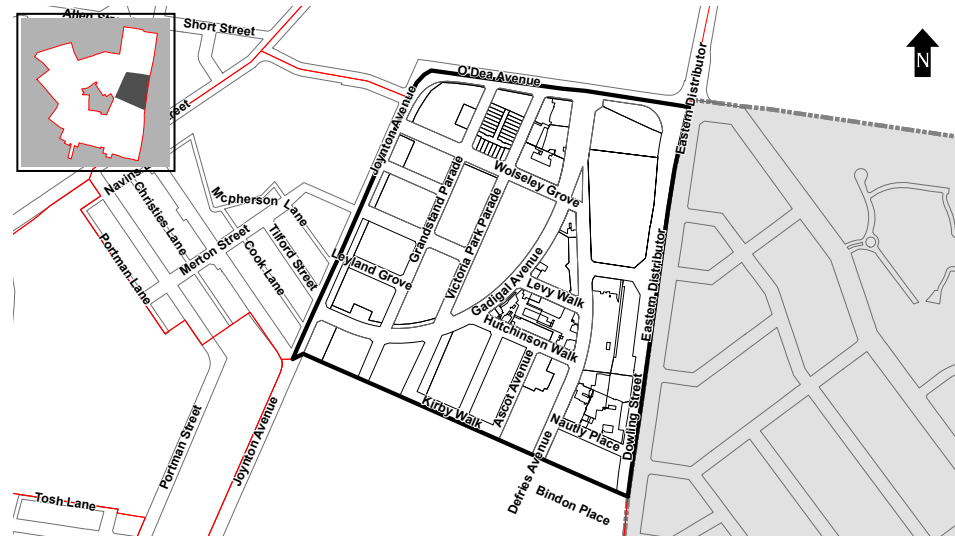 Allen Street
Short Street
O'Dea Avenue
Eastern Distributor
N
Joynton Avenue
Street
Navins
Wolseley Grove
Grandstand Parade
Victoria Park Parade
Mcpherson Lane
Christies Lane
Merton Street
Tilford Street
Cook Lane
Portman Lane
Leyland Grove
Gadigal Avenue
Levy Walk
Eastern Distributor
Hutchinson Walk
Ascot Avenue
Kirby Walk
Dowling Street
Nautly Place
Defries Avenue
Bindon Place
Portman Street
Joynton Avenue
Tosh Lane